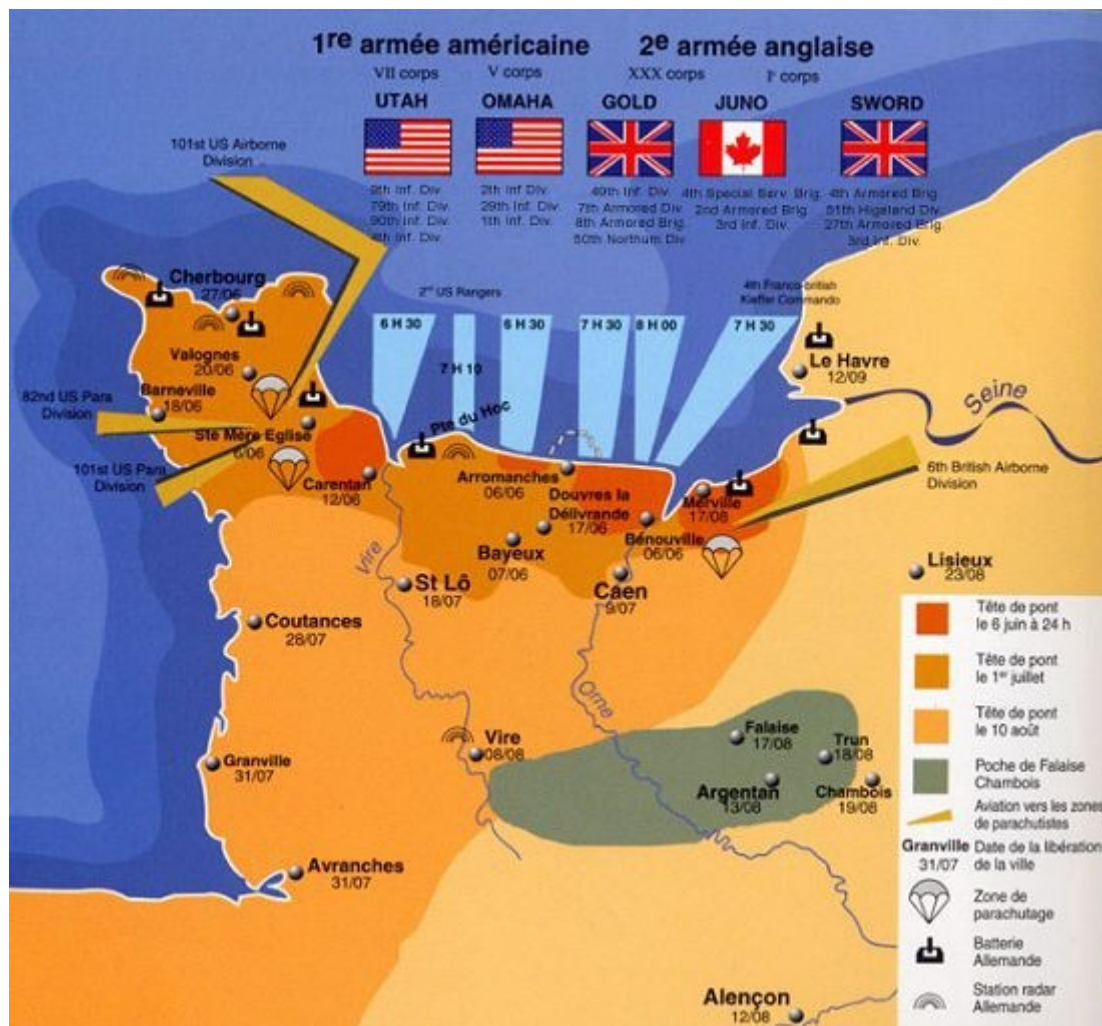 1re armée américaine
2e armée anglaise
VII corps
V corps
XXX corps
Ir corps
UTAH
OMAHA
GOLD
JUNO
SWORD
101st US Airborne
Division
9th Inf. Div.
79th Inf. Div.
90th Inf. Div.
4th Inf. Div.
2th Inf. Div.
29th Inf. Div.
1th Inf. Div.
49th Inf. Div.
7th Armored Div.
8th Armored Brig.
50th Northum Div.
4th Special Serv. Brig.
2nd Armored Brig.
3rd Inf. Div.
4th Armored Brig.
51th Higeland Div.
27th Armored Brig.
3rd Inf. Div.
Cherbourg
27/06
2nd US Rangers
4th Franco-british
Kieffer Commando
6 H 30
7 H 10
6 H 30
7 H 30
8 H 00
7 H 30
Valognes
20/06
Barneville
18/06
82nd US Para
Division
Ste Mère Eglise
6/06
101st US Para
Division
Carentan
12/06
Pte du Hoc
Arromanches
06/06
Douvres la
Délivrande
17/06
Bayeux
07/06
Bénouville
06/06
Merville
17/08
Le Havre
12/09
Seine
6th British Airborne
Division
Lisieux
23/08
Caen
9/07
Vire
St Lô
18/07
Coutances
28/07
Orne
Vire
08/08
Granville
31/07
Avranches
31/07
Falaise
17/08
Trun
18/08
Argentan
13/08
Chambois
19/08
Alençon
12/08
Tête de pont
le 6 juin à 24 h
Tête de pont
le 1er juillet
Tête de pont
le 10 août
Poche de Falaise
Chambois
Aviation vers les zones
de parachutistes
Granville
31/07
Date de la libération
de la ville
Zone de
parachutage
Batterie
Allemande
Station radar
Allemande